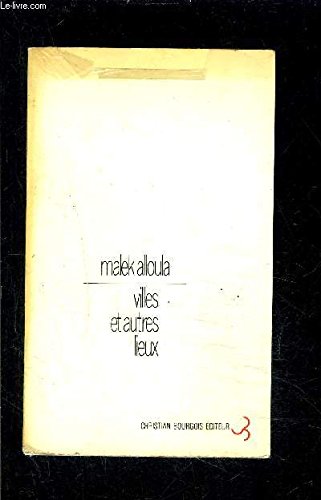 Le-livre.com
malek alloula
villes
et autres
lieux
CHRISTIAN BOURGOIS EDITEUR